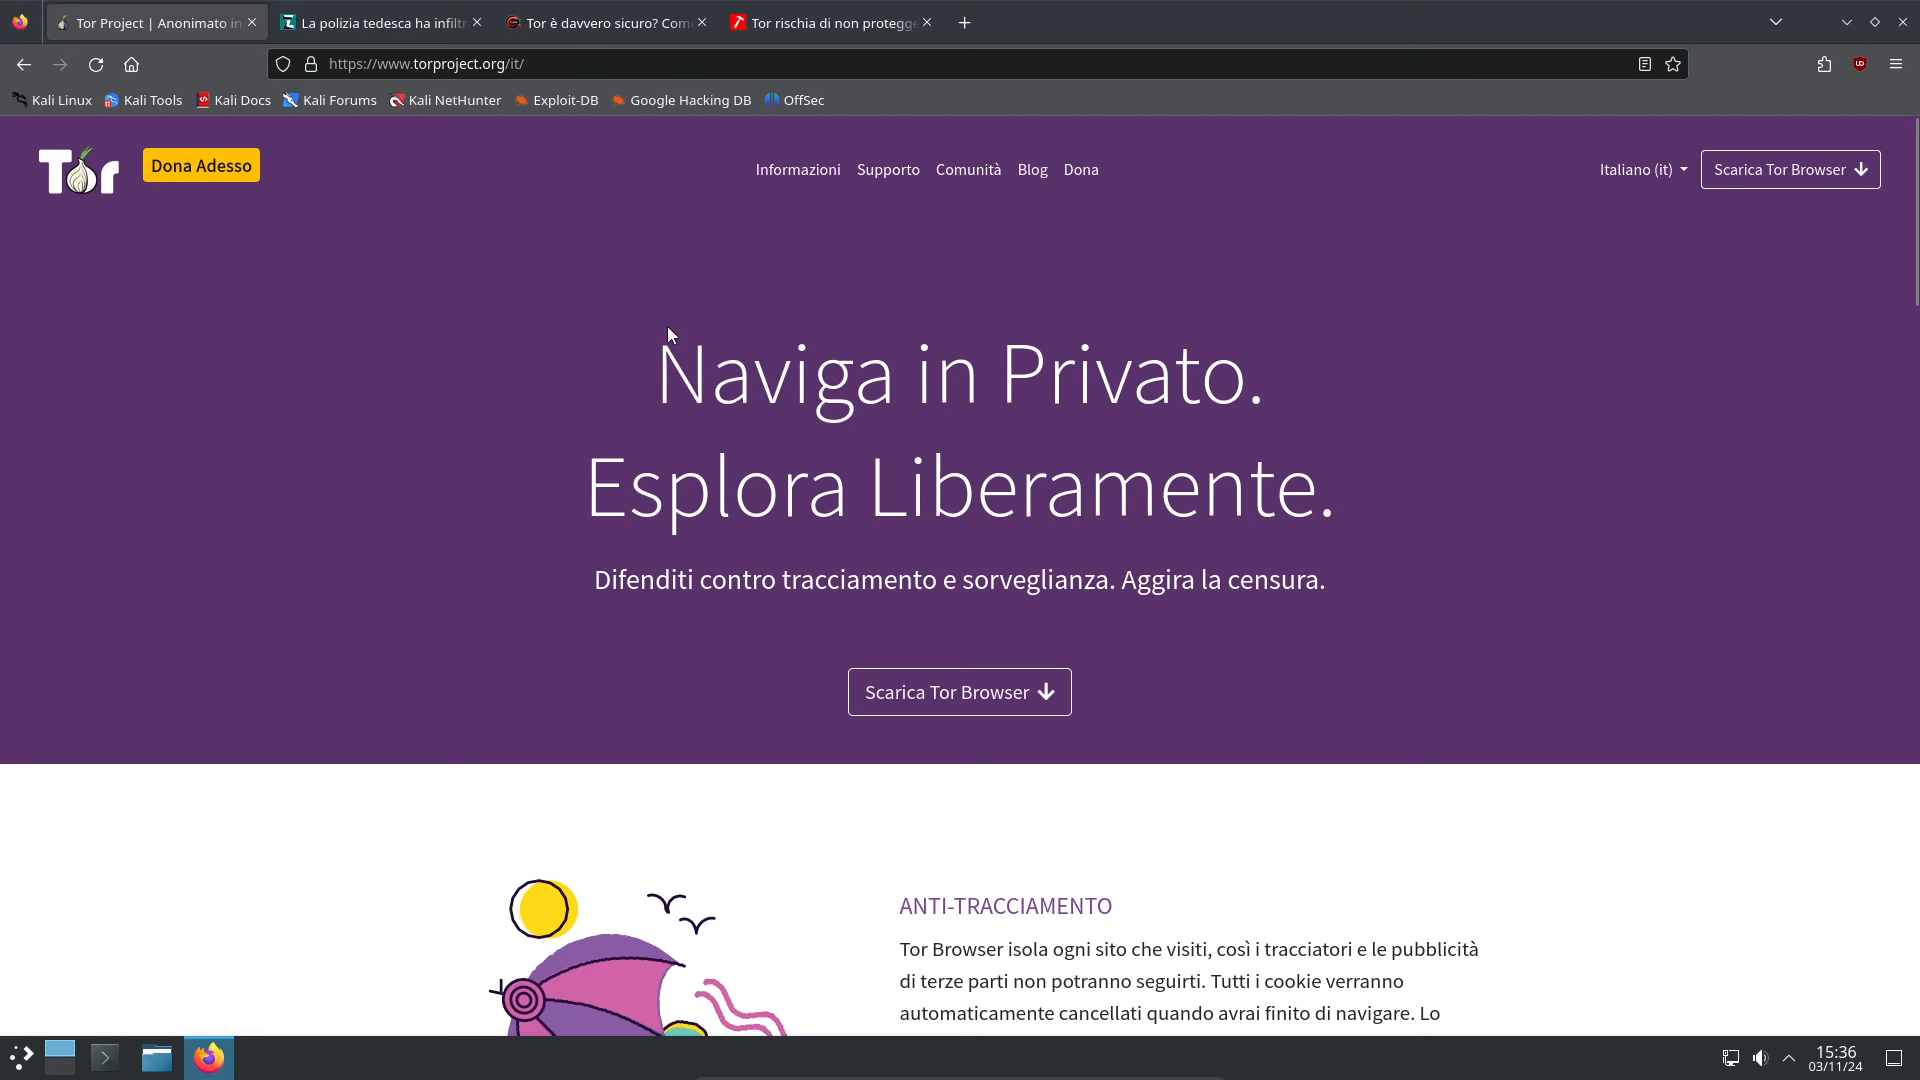 Tor Project | Anonimato in
La polizia tedesca ha infilt
Tor è davvero sicuro? Com
Tor rischia di non protegge
https://www.torproject.org/it/
Kali Linux
Kali Tools
Kali Docs
Kali Forums
Kali NetHunter
Exploit-DB
Google Hacking DB
OffSec
Tor
Dona Adesso
Informazioni
Supporto
Comunità
Blog
Dona
Italiano (it)
Scarica Tor Browser
Naviga in Privato.
Esplora Liberamente.
Difenditi contro tracciamento e sorveglianza. Aggira la censura.
Scarica Tor Browser
ANTI-TRACCIAMENTO
Tor Browser isola ogni sito che visiti, così i tracciatori e le pubblicità
di terze parti non potranno seguirti. Tutti i cookie verranno
automaticamente cancellati quando avrai finito di navigare. Lo
15:36
03/11/24